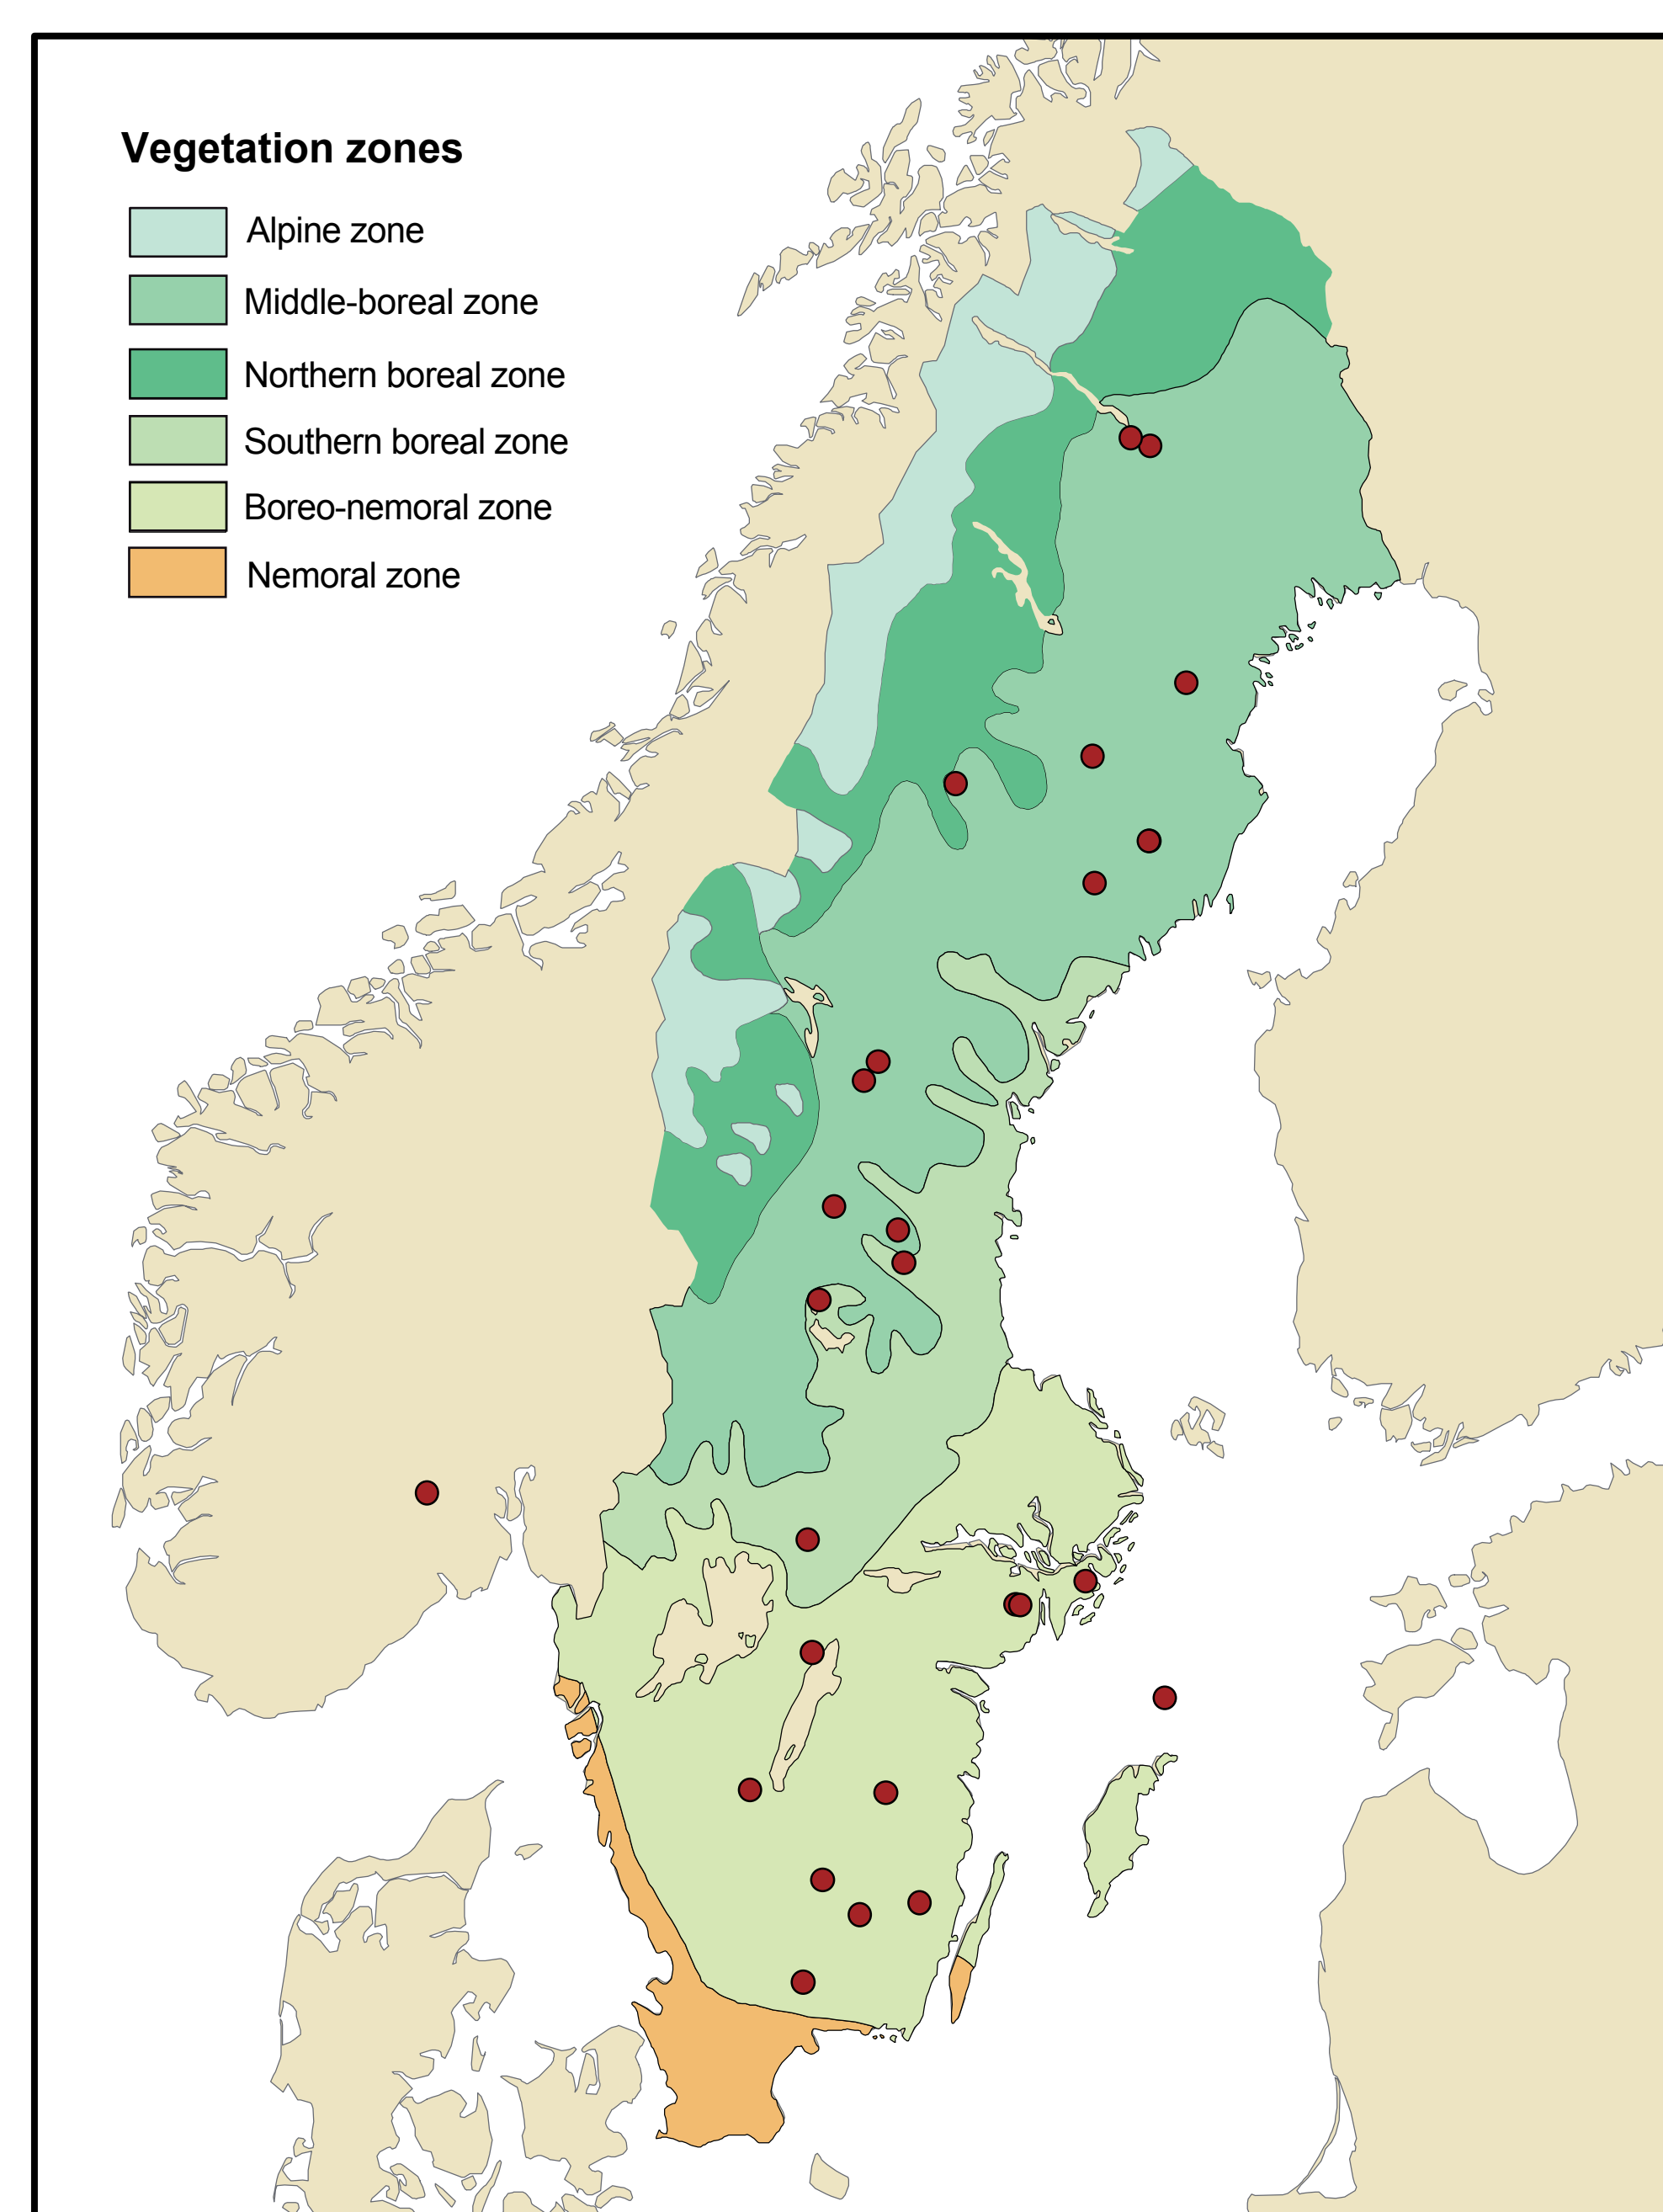 Vegetation zones
Alpine zone
Middle-boreal zone
Northern boreal zone
Southern boreal zone
Boreo-nemoral zone
Nemoral zone